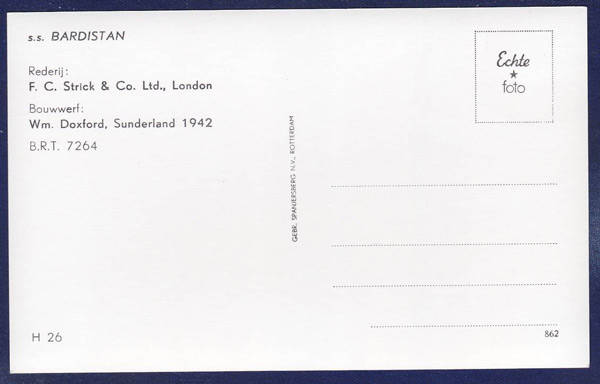 s.s. BARDISTAN
Rederij:
F. C. Strick & Co. Ltd., London
Bouwwerf:
Wm. Doxford, Sunderland 1942
B.R.T. 7264
H 26
GEBR. SPANJERSBERG N.V., ROTTERDAM
Echte
foto
862